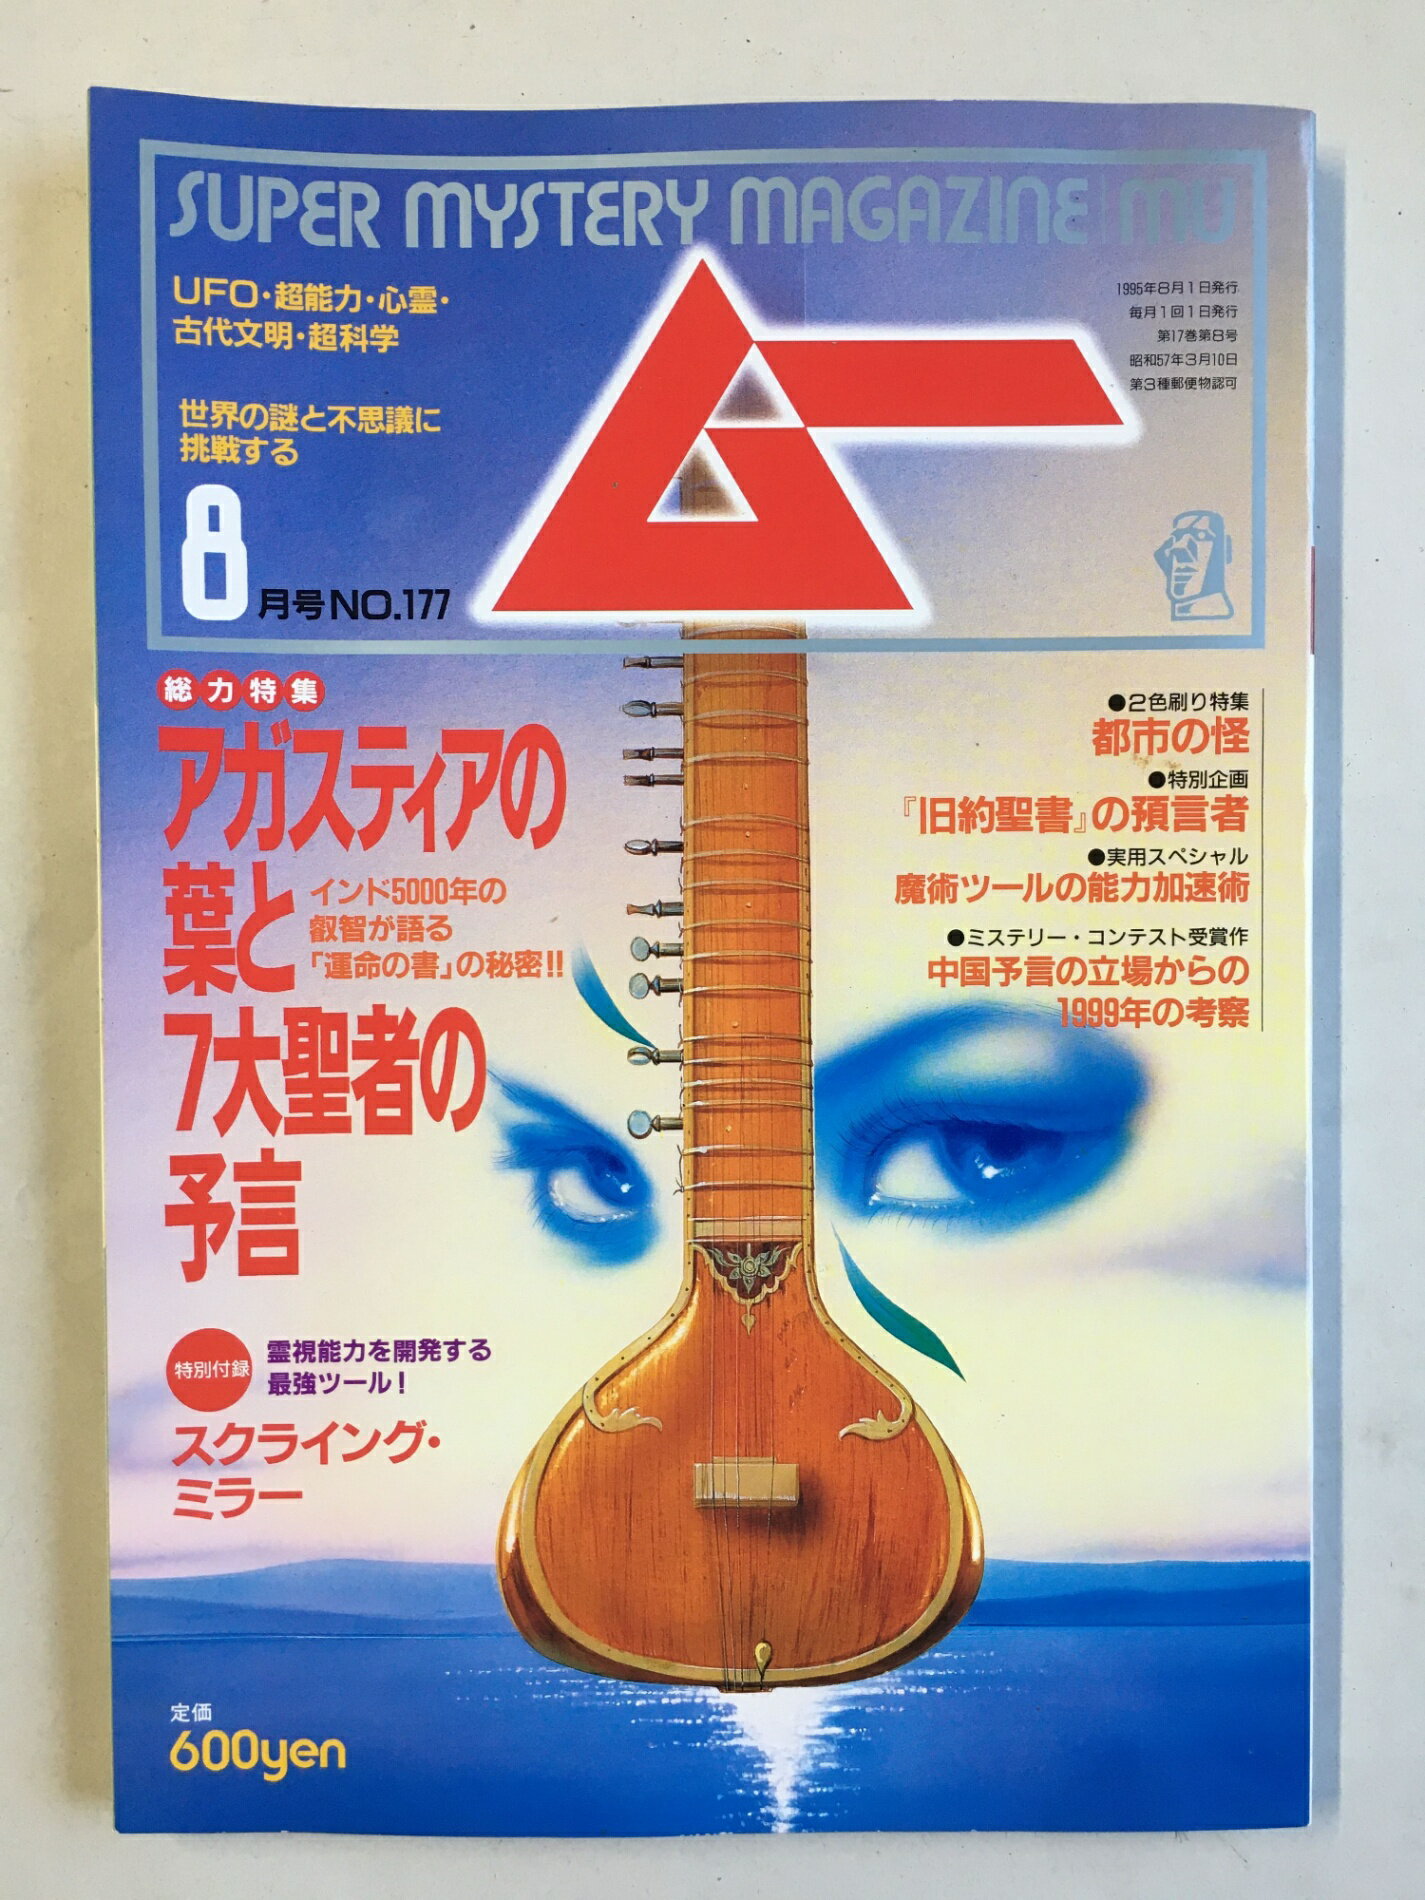 SUPER MYSTERY MAGAZINE MU
UFO・超能力・心霊・
古代文明・超科学
世界の謎と不思議に
挑戦する
8月号NO.177
ムー
1995年8月1日発行
毎月1回1日発行
第17巻第8号
昭和57年3月10日
第3種郵便物認可
総力特集
アガスティアの
葉と
インド5000年の
叡智が語る
「運命の書」の秘密!!
7大聖者の
予言
●2色刷り特集
都市の怪
●特別企画
『旧約聖書』の預言者
●実用スペシャル
魔術ツールの能力加速術
●ミステリー・コンテスト受賞作
中国予言の立場からの
1999年の考察
特別付録
霊視能力を開発する
最強ツール!
スクライング・
ミラー
定価
600yen